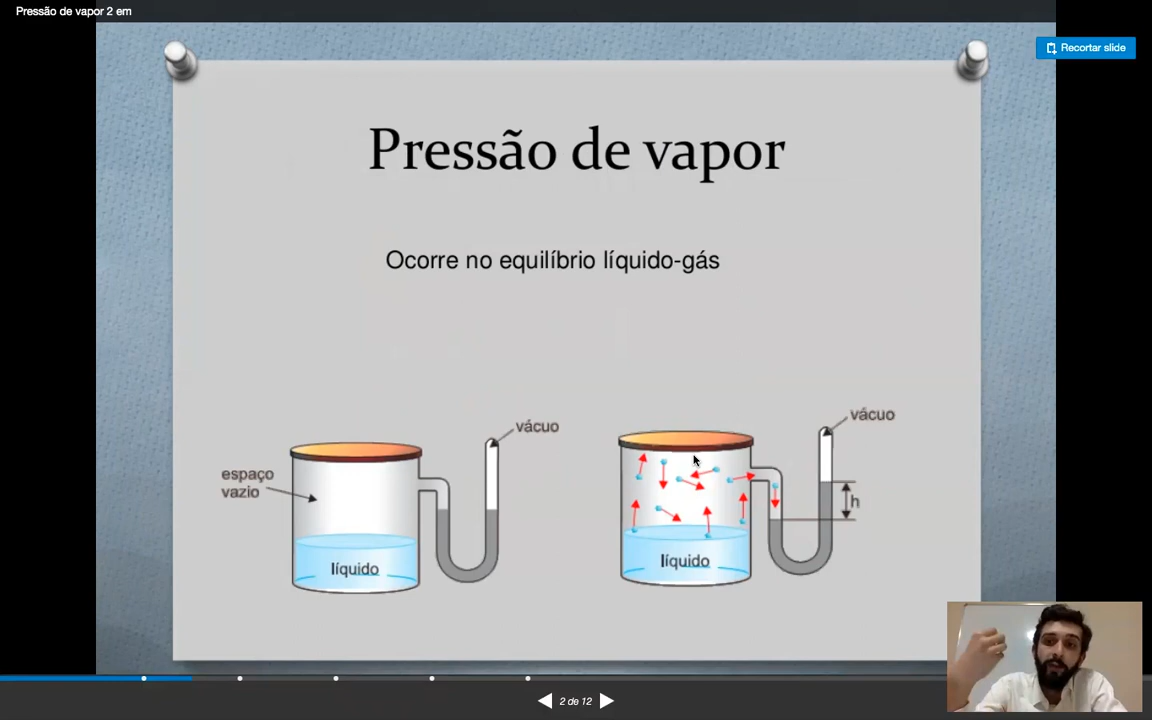 Pressão de vapor 2 em
Recortar slide
Pressão de vapor
Ocorre no equilíbrio líquido-gás
vácuo
vácuo
espaço
vazio
h
líquido
líquido
2 de 12